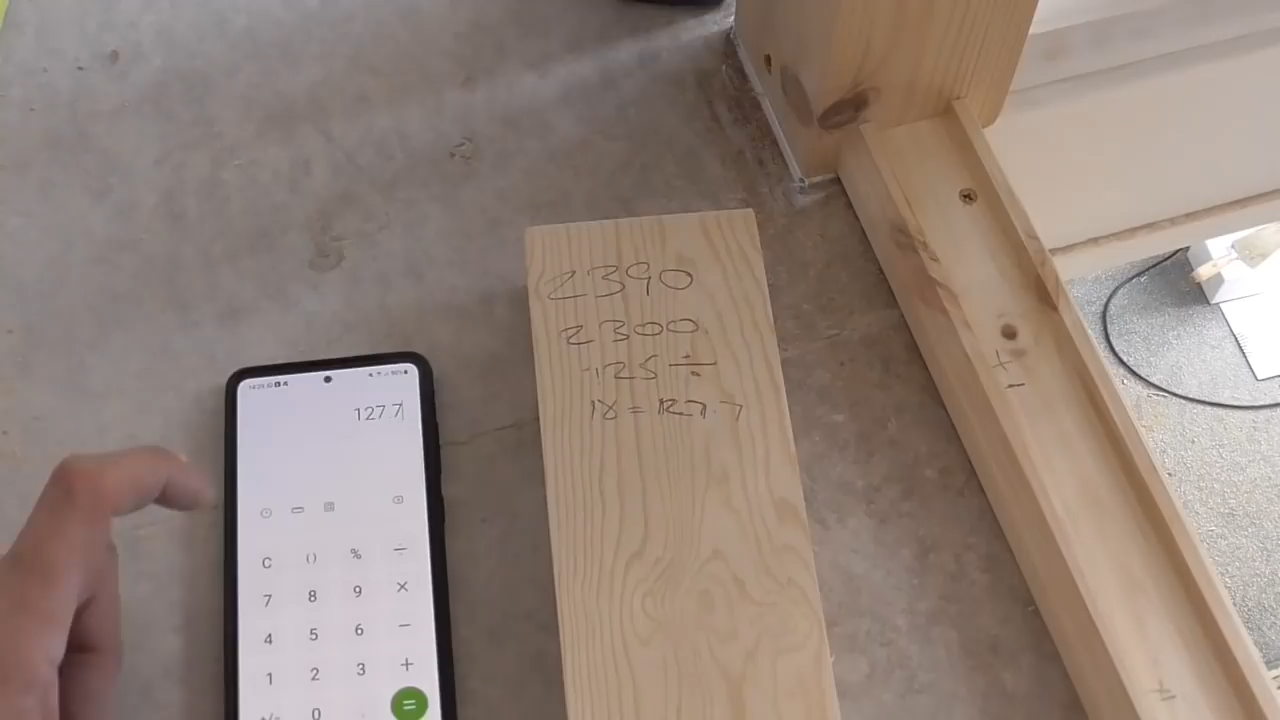 127.7
C () % ÷
7 8 9 ×
4 5 6 −
1 2 3 +
+/− 0 . =
2390
2300
125 ÷
18 = 127.7